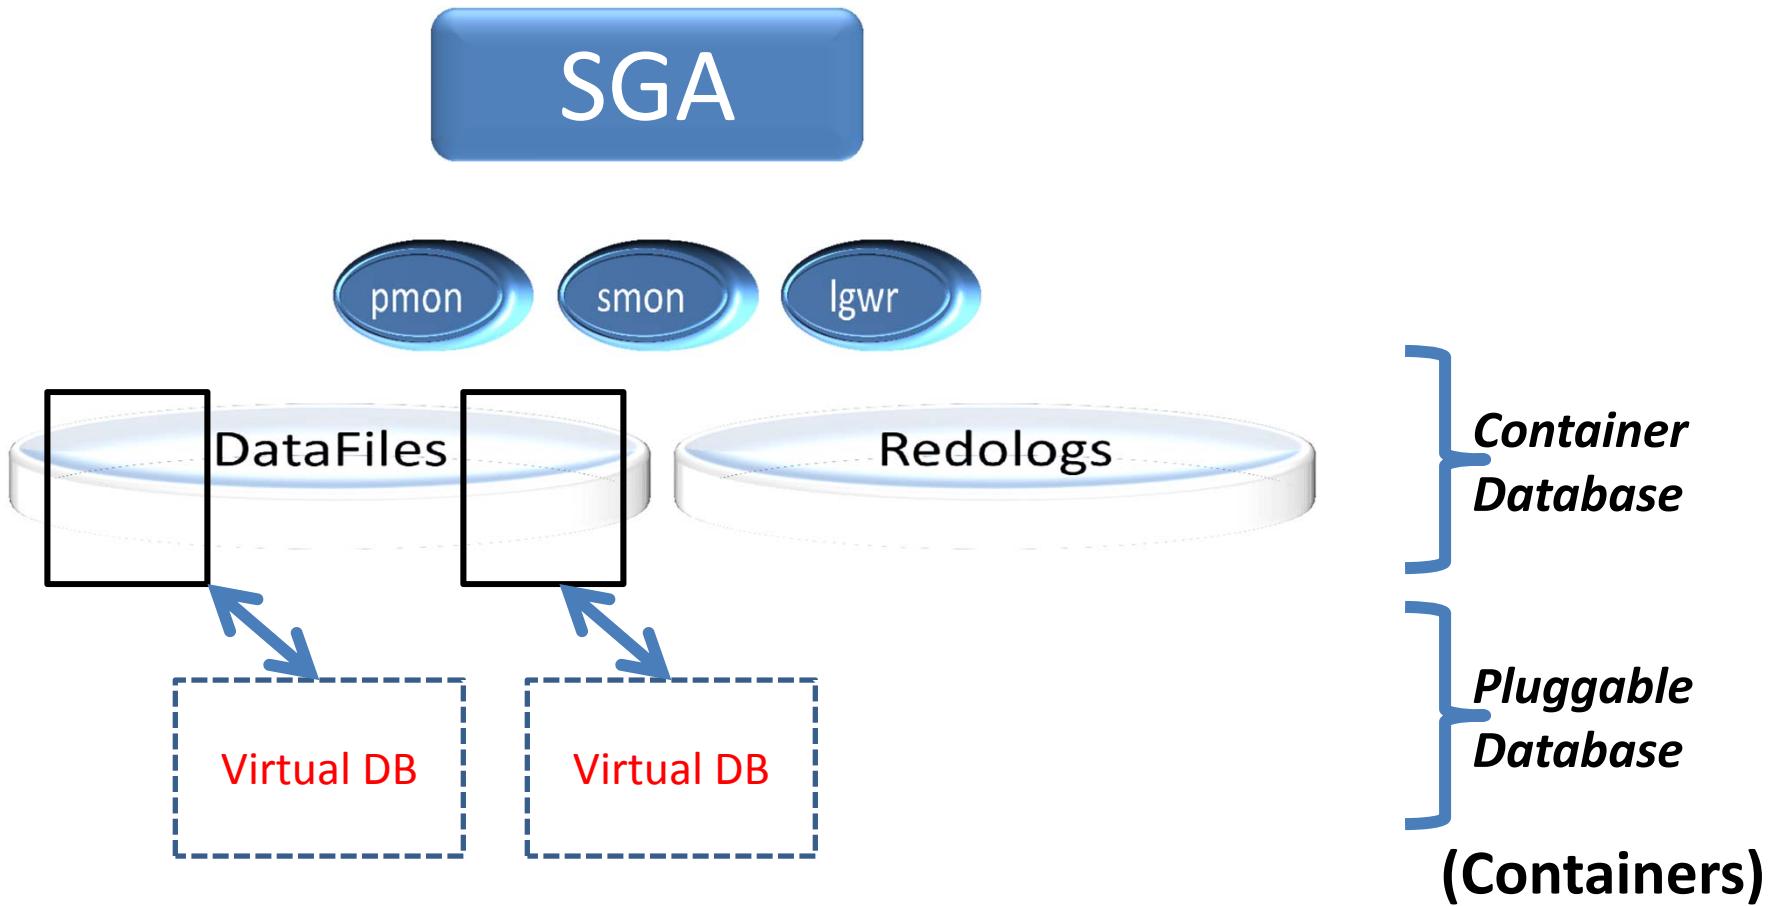 SGA
pmon
smon
lgwr
DataFiles
Redologs
Container
Database
Virtual DB
Virtual DB
Pluggable
Database
(Containers)